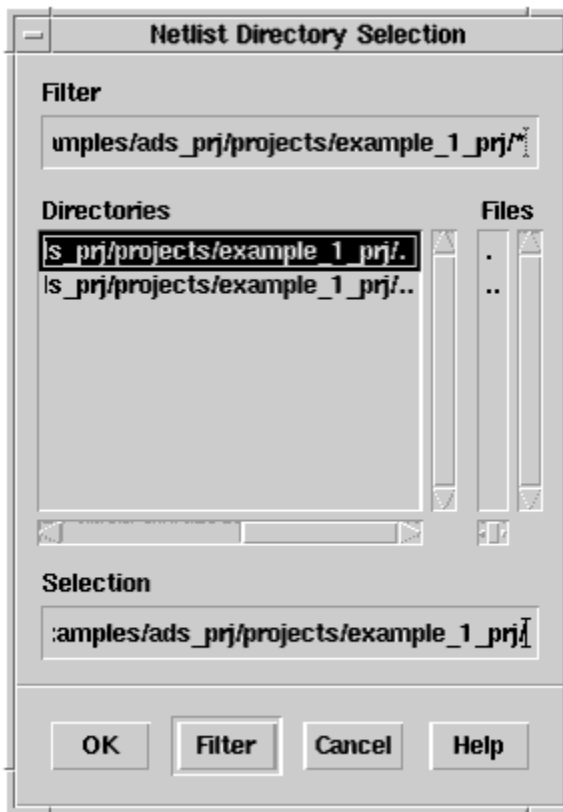 Netlist Directory Selection
Filter
umples/ads_prj/projects/example_1_prj/*
Directories
Files
ls_prj/projects/example_1_prj/.
.
ls_prj/projects/example_1_prj/..
..
Selection
:amples/ads_prj/projects/example_1_prj/
OK
Filter
Cancel
Help